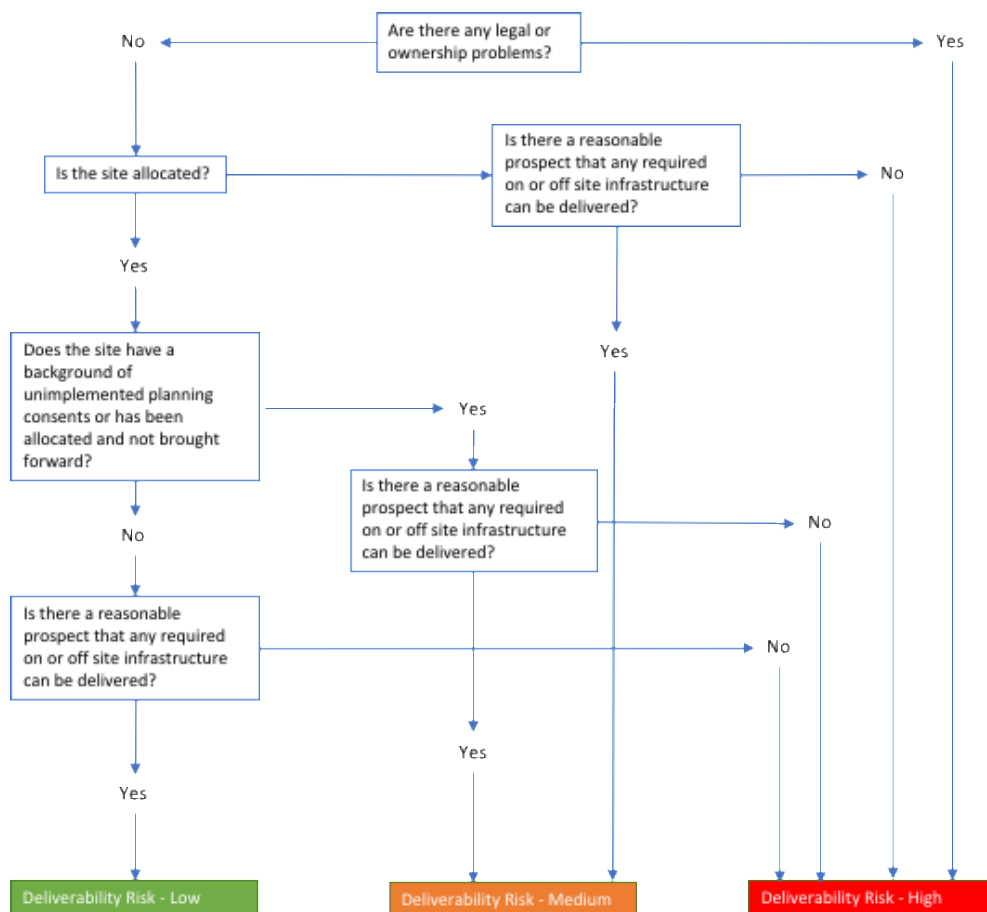 No
Are there any legal or
ownership problems?
Yes
Is the site allocated?
Is there a reasonable
prospect that any required
on or off site infrastructure
can be delivered?
No
Yes
Yes
Does the site have a
background of
unimplemented planning
consents or has been
allocated and not brought
forward?
Yes
Is there a reasonable
prospect that any required
on or off site infrastructure
can be delivered?
No
No
Is there a reasonable
prospect that any required
on or off site infrastructure
can be delivered?
No
Yes
Yes
Deliverability Risk - Low
Deliverability Risk - Medium
Deliverability Risk - High